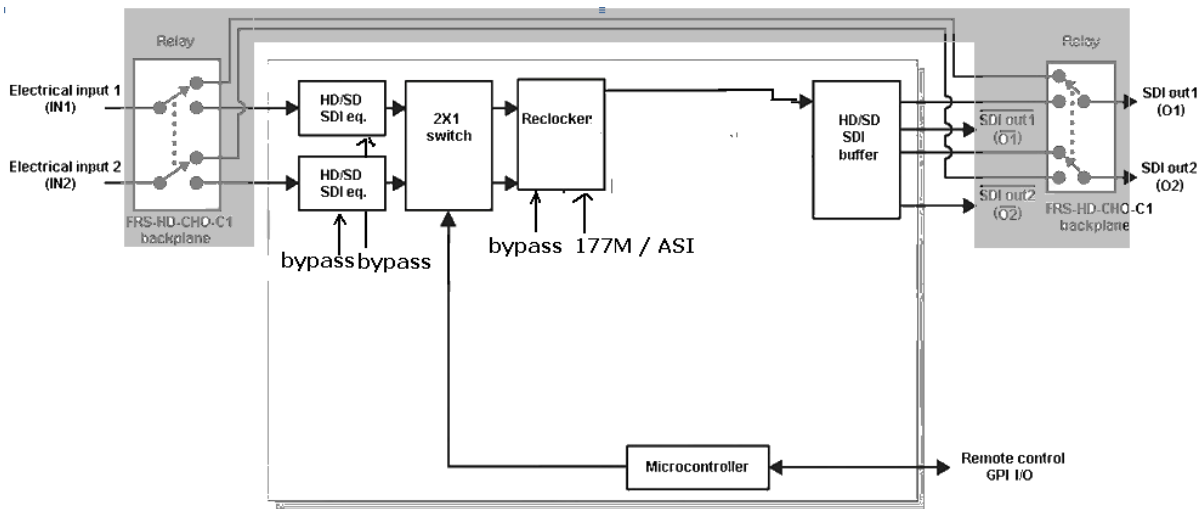 Relay
Relay
Electrical input 1
(IN1)
HD/SD
SDI eq.
2X1
switch
Reclocker
HD/SD
SDI
buffer
SDI out1
(O1)
SDI out1
(O1)
Electrical input 2
(IN2)
HD/SD
SDI eq.
SDI out2
(O2)
SDI out2
(O2)
FRS-HD-CHO-C1
backplane
FRS-HD-CHO-C1
backplane
bypass
bypass
bypass
177M / ASI
Microcontroller
Remote control
GPI I/O